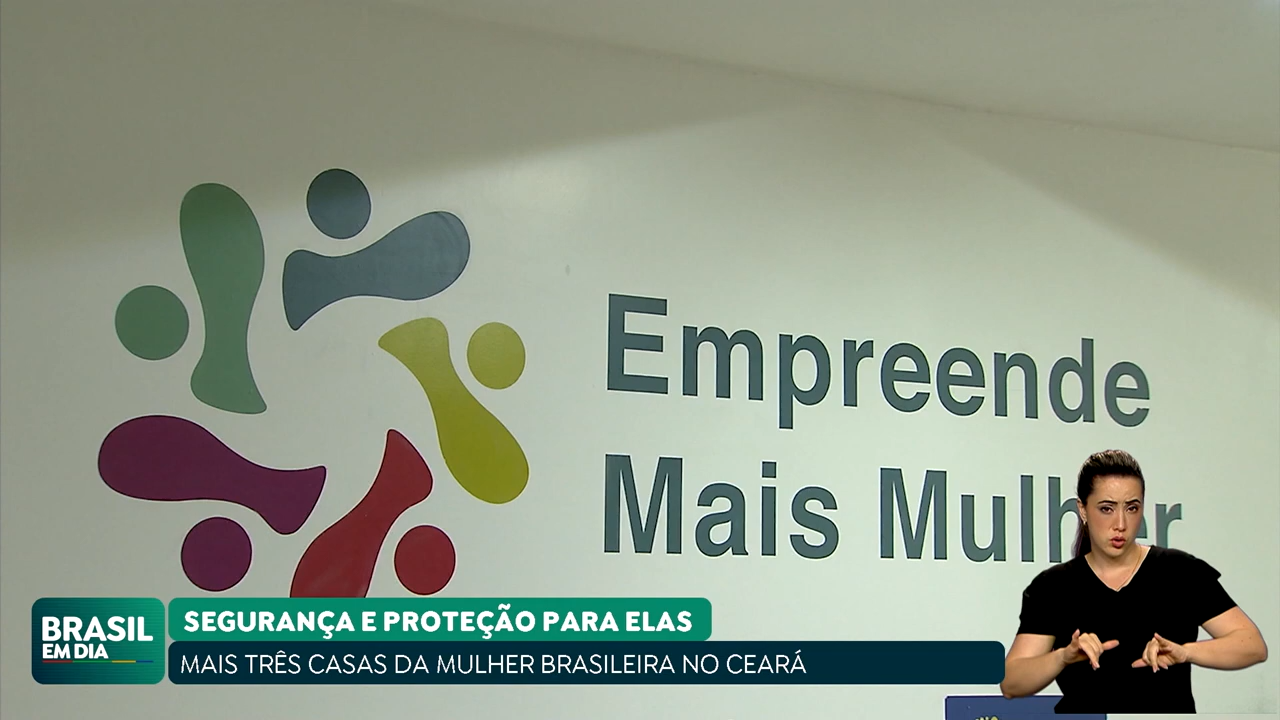 Empreende
Mais Mulher
BRASIL
EM DIA
SEGURANÇA E PROTEÇÃO PARA ELAS
MAIS TRÊS CASAS DA MULHER BRASILEIRA NO CEARÁ